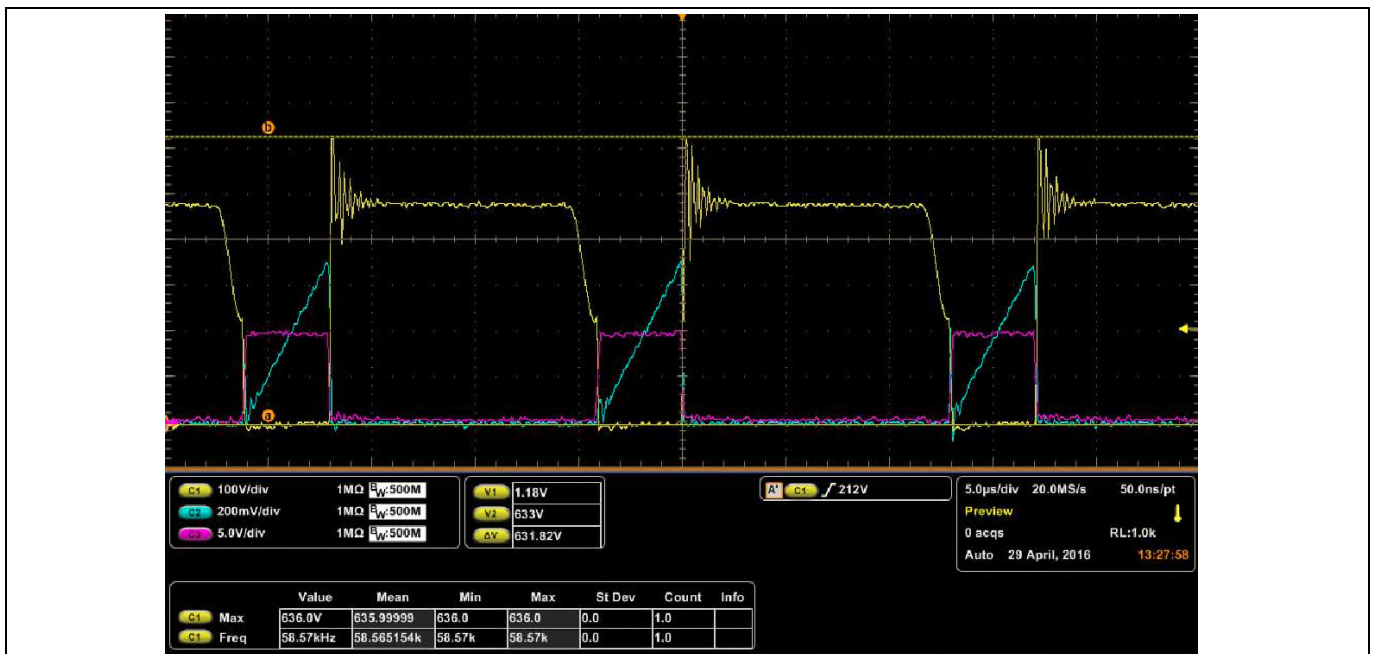 b
a
C1 100V/div 1MΩ BW:500M
C2 200mV/div 1MΩ BW:500M
C3 5.0V/div 1MΩ BW:500M
V1 1.18V
V2 633V
ΔV 631.82V
A' C1 212V
5.0µs/div 20.0MS/s 50.0ns/pt
Preview
0 acqs RL:1.0k
Auto 29 April, 2016 13:27:58
Value Mean Min Max St Dev Count Info
C1 Max 636.0V 635.99999 636.0 636.0 0.0 1.0
C1 Freq 58.57kHz 58.565154k 58.57k 58.57k 0.0 1.0